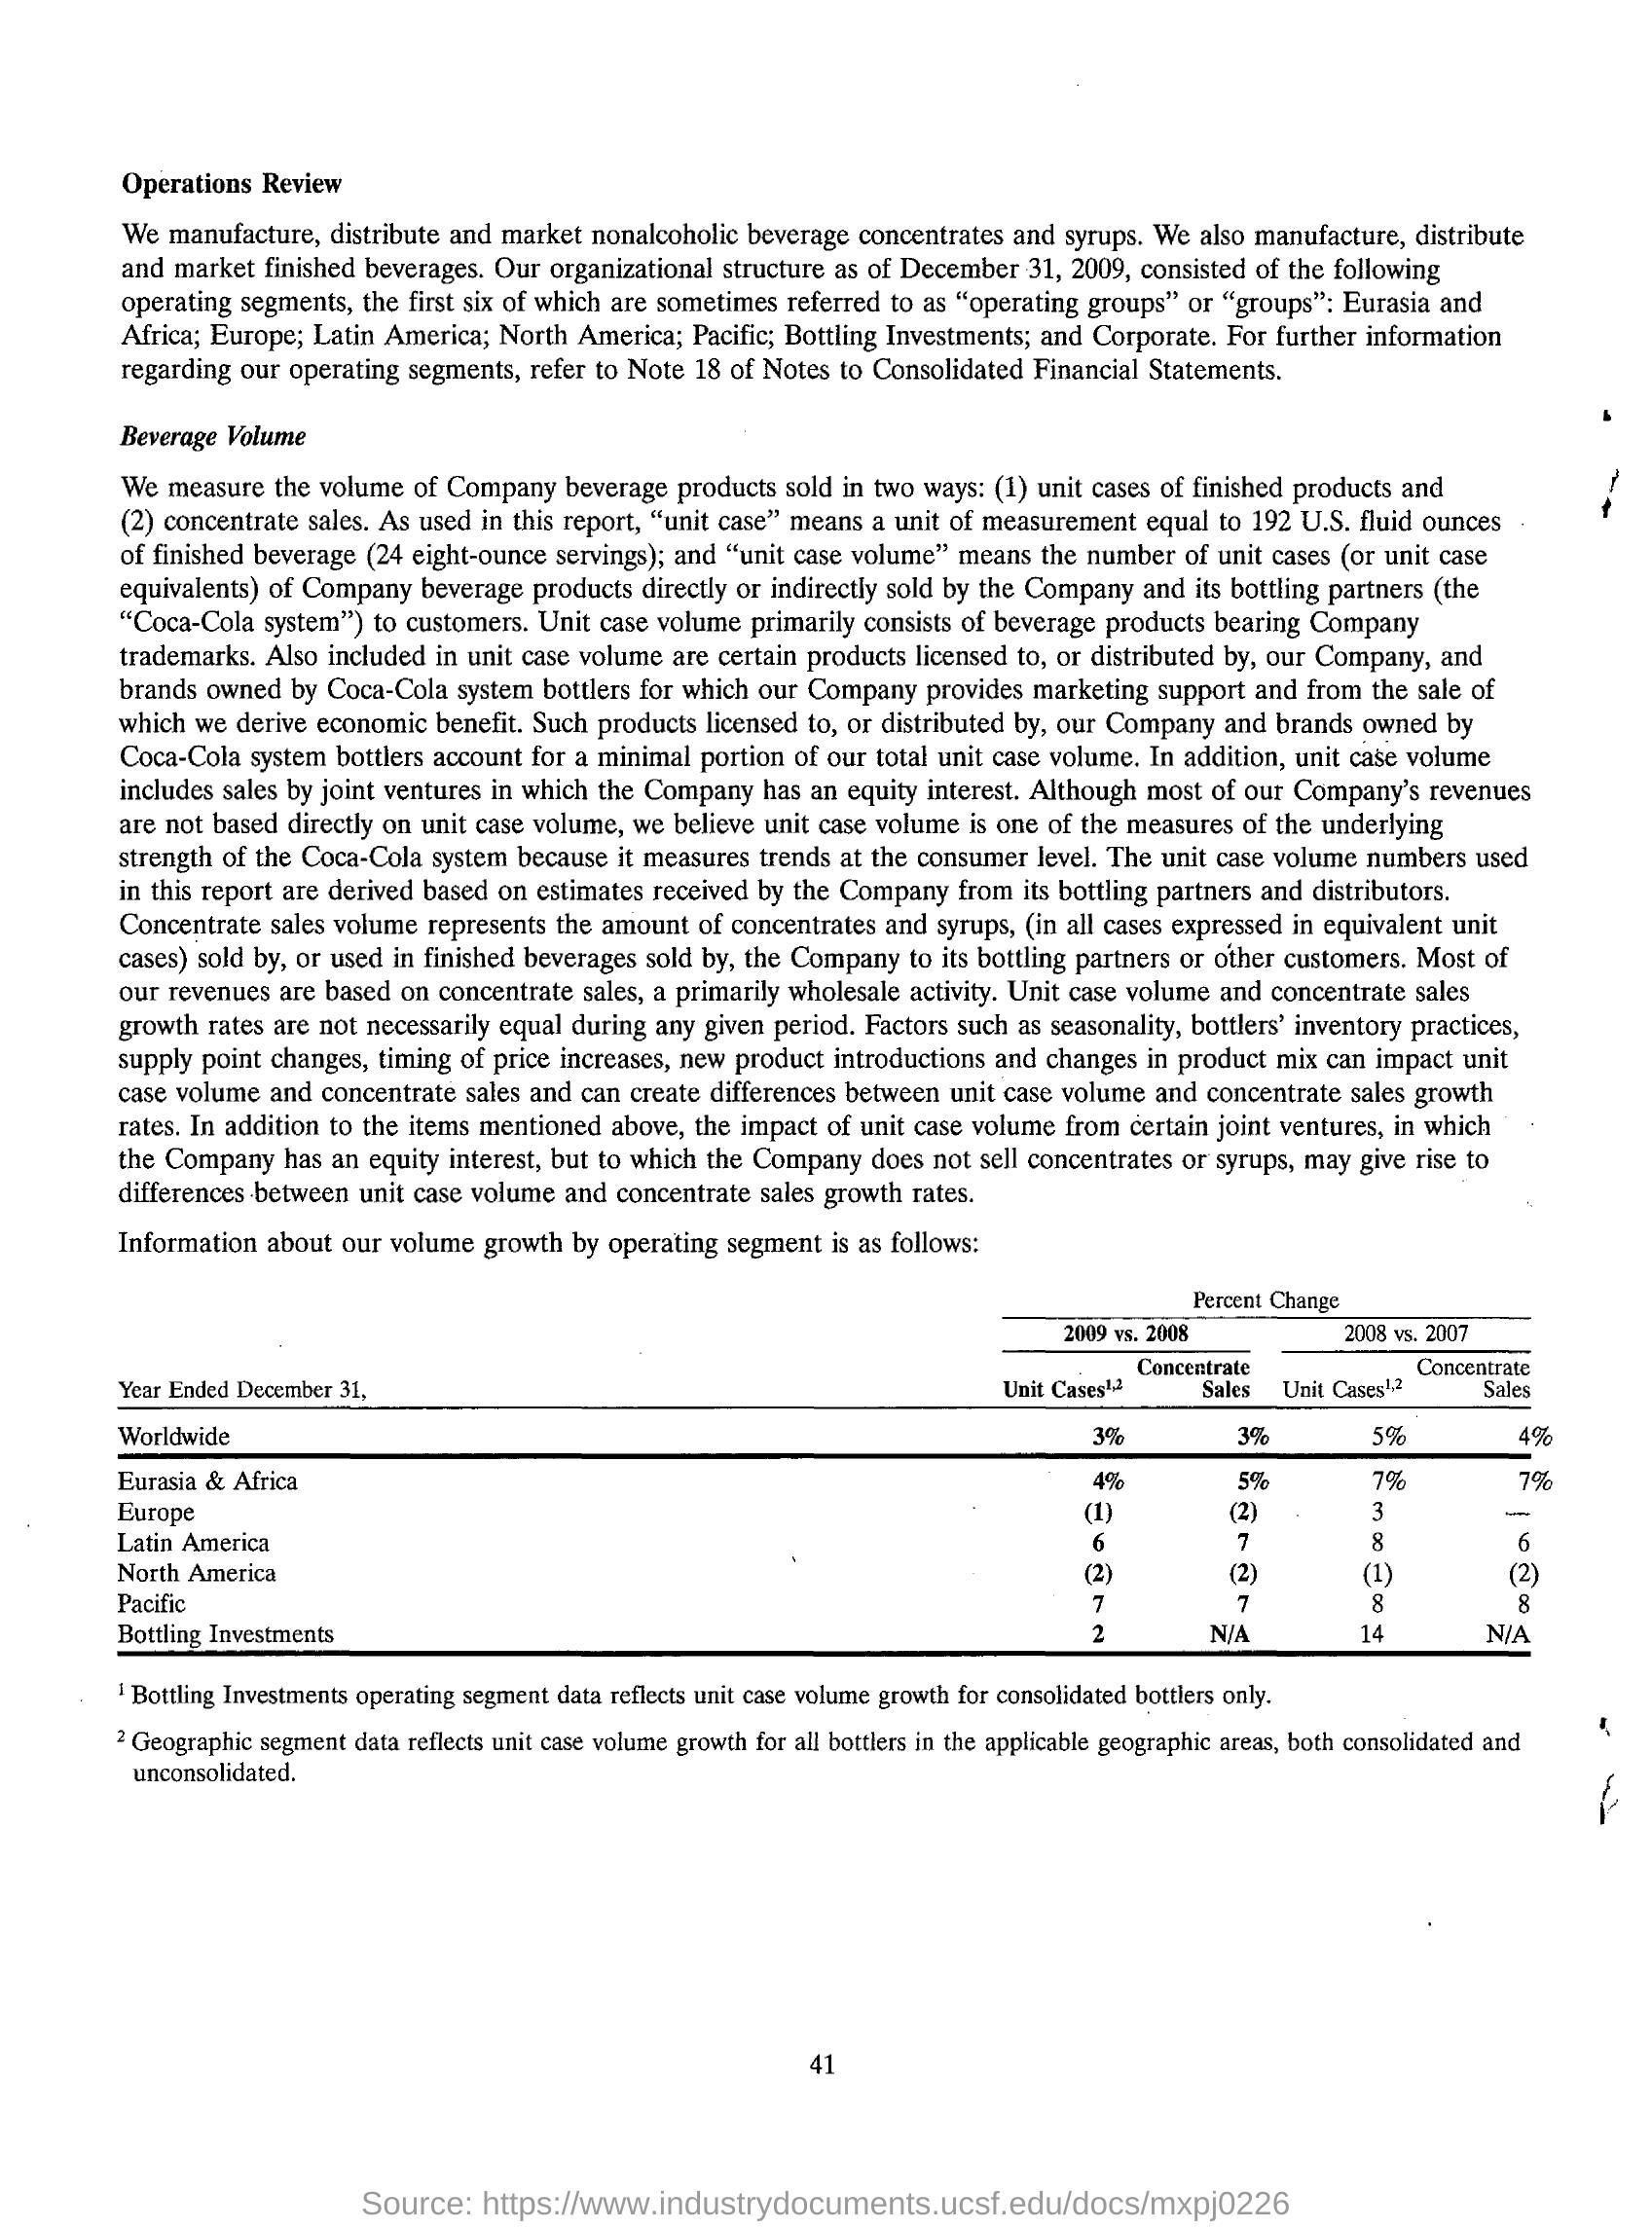 Operations Review
We manufacture, distribute and market nonalcoholic beverage concentrates and syrups. We also manufacture, distribute
and market finished beverages. Our organizational structure as of December 31, 2009, consisted of the following
operating segments, the first six of which are sometimes referred to as “operating groups” or “groups”: Eurasia and
Africa; Europe; Latin America; North America; Pacific; Bottling Investments; and Corporate. For further information
regarding our operating segments, refer to Note 18 of Notes to Consolidated Financial Statements.
Beverage Volume
We measure the volume of Company beverage products sold in two ways: (1) unit cases of finished products and
(2) concentrate sales. As used in this report, “unit case” means a unit of measurement equal to 192 U.S. fluid ounces
of finished beverage (24 eight-ounce servings); and “unit case volume” means the number of unit cases (or unit case
equivalents) of Company beverage products directly or indirectly sold by the Company and its bottling partners (the
“Coca-Cola system”) to customers. Unit case volume primarily consists of beverage products bearing Company
trademarks. Also included in unit case volume are certain products licensed to, or distributed by, our Company, and
brands owned by Coca-Cola system bottlers for which our Company provides marketing support and from the sale of
which we derive economic benefit. Such products licensed to, or distributed by, our Company and brands owned by
Coca-Cola system bottlers account for a minimal portion of our total unit case volume. In addition, unit case volume
includes sales by joint ventures in which the Company has an equity interest. Although most of our Company’s revenues
are not based directly on unit case volume, we believe unit case volume is one of the measures of the underlying
strength of the Coca-Cola system because it measures trends at the consumer level. The unit case volume numbers used
in this report are derived based on estimates received by the Company from its bottling partners and distributors.
Concentrate sales volume represents the amount of concentrates and syrups, (in all cases expressed in equivalent unit
cases) sold by, or used in finished beverages sold by, the Company to its bottling partners or other customers. Most of
our revenues are based on concentrate sales, a primarily wholesale activity. Unit case volume and concentrate sales
growth rates are not necessarily equal during any given period. Factors such as seasonality, bottlers’ inventory practices,
supply point changes, timing of price increases, new product introductions and changes in product mix can impact unit
case volume and concentrate sales and can create differences between unit case volume and concentrate sales growth
rates. In addition to the items mentioned above, the impact of unit case volume from certain joint ventures, in which
the Company has an equity interest, but to which the Company does not sell concentrates or syrups, may give rise to
differences between unit case volume and concentrate sales growth rates.
Information about our volume growth by operating segment is as follows:
Percent Change
2009 vs. 2008 2008 vs. 2007
Concentrate Concentrate
Year Ended December 31, Unit Cases1,2 Sales Unit Cases1,2 Sales
Worldwide 3% 3% 5% 4%
Eurasia & Africa 4% 5% 7% 7%
Europe (1) (2) 3 —
Latin America 6 7 8 6
North America (2) (2) (1) (2)
Pacific 7 7 8 8
Bottling Investments 2 N/A 14 N/A
1 Bottling Investments operating segment data reflects unit case volume growth for consolidated bottlers only.
2 Geographic segment data reflects unit case volume growth for all bottlers in the applicable geographic areas, both consolidated and
unconsolidated.
41
Source: https://www.industrydocuments.ucsf.edu/docs/mxpj0226